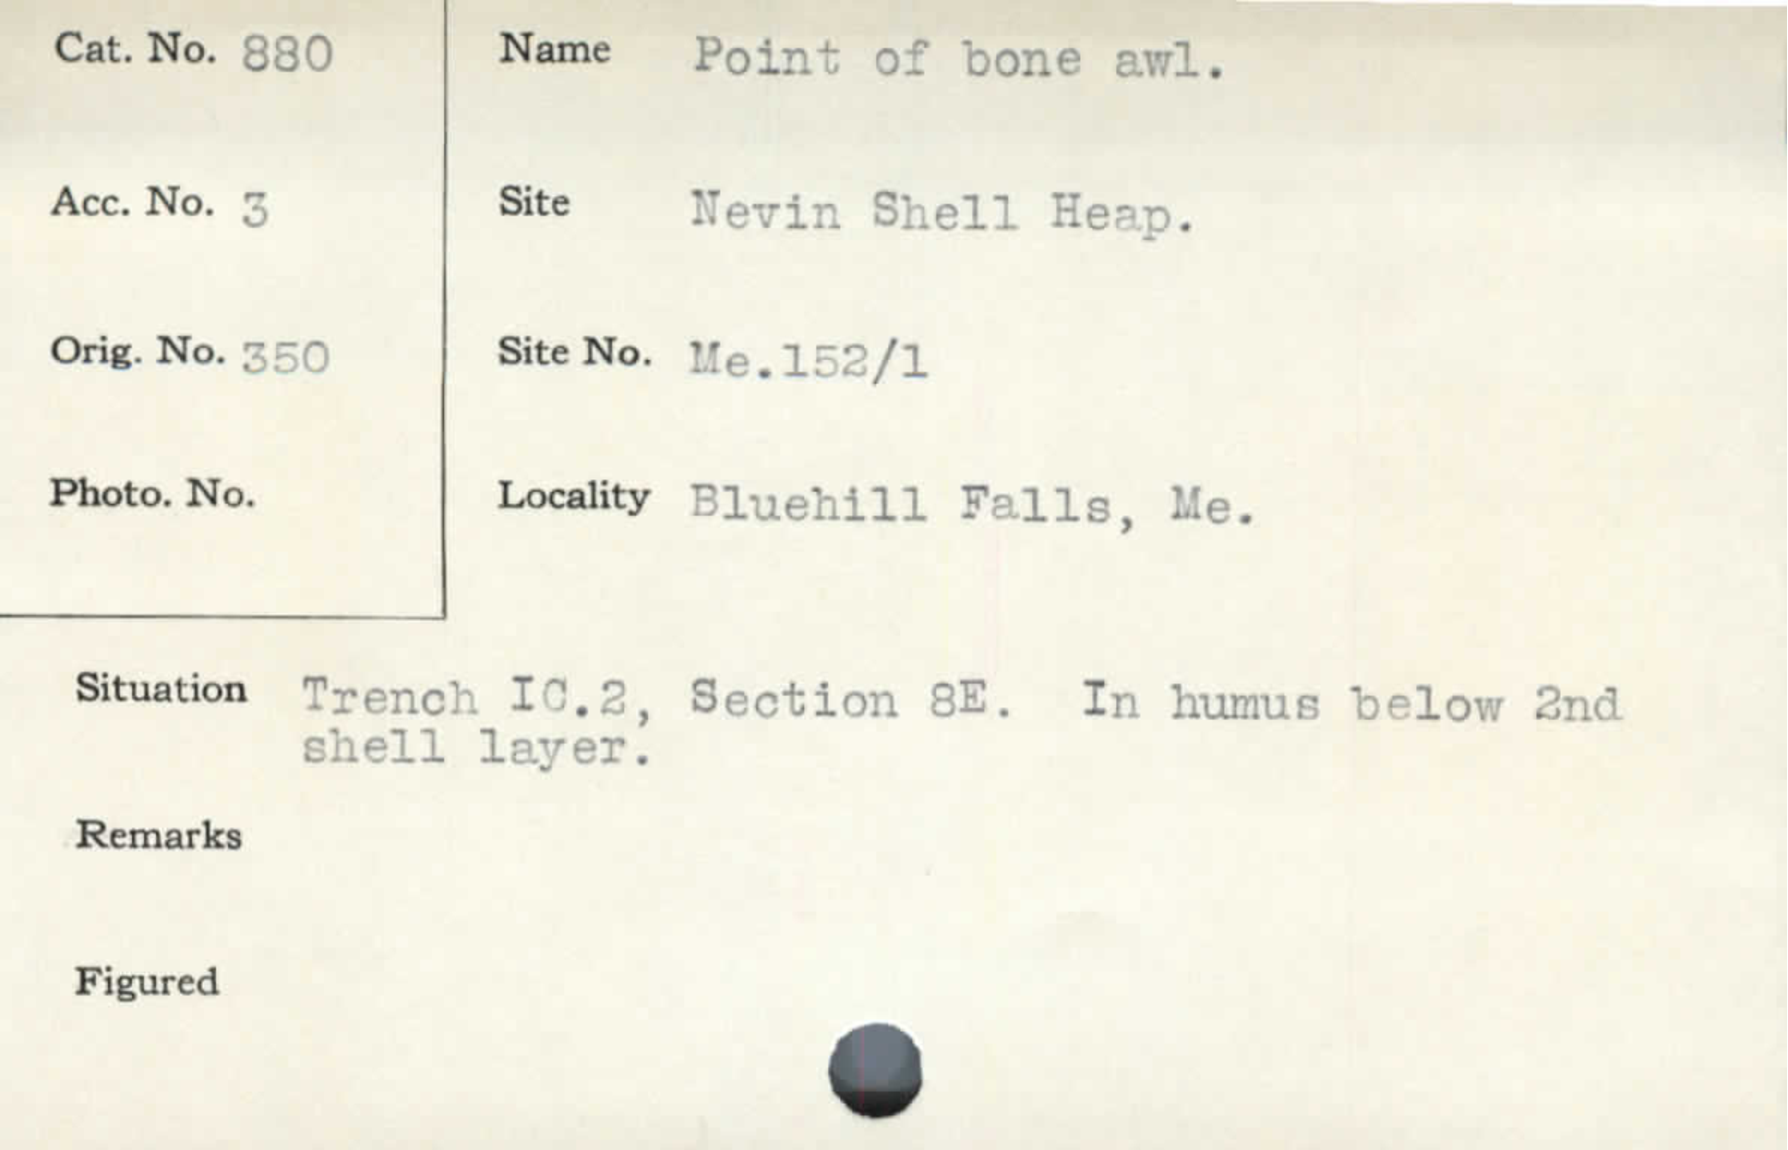 Cat. No. 880
Name Point of bone awl.
Acc. No. 3
Site Nevin Shell Heap.
Orig. No. 350
Site No. Me.152/1
Photo. No.
Locality Bluehill Falls, Me.
Situation Trench IC.2, Section 8E. In humus below 2nd
shell layer.
Remarks
Figured